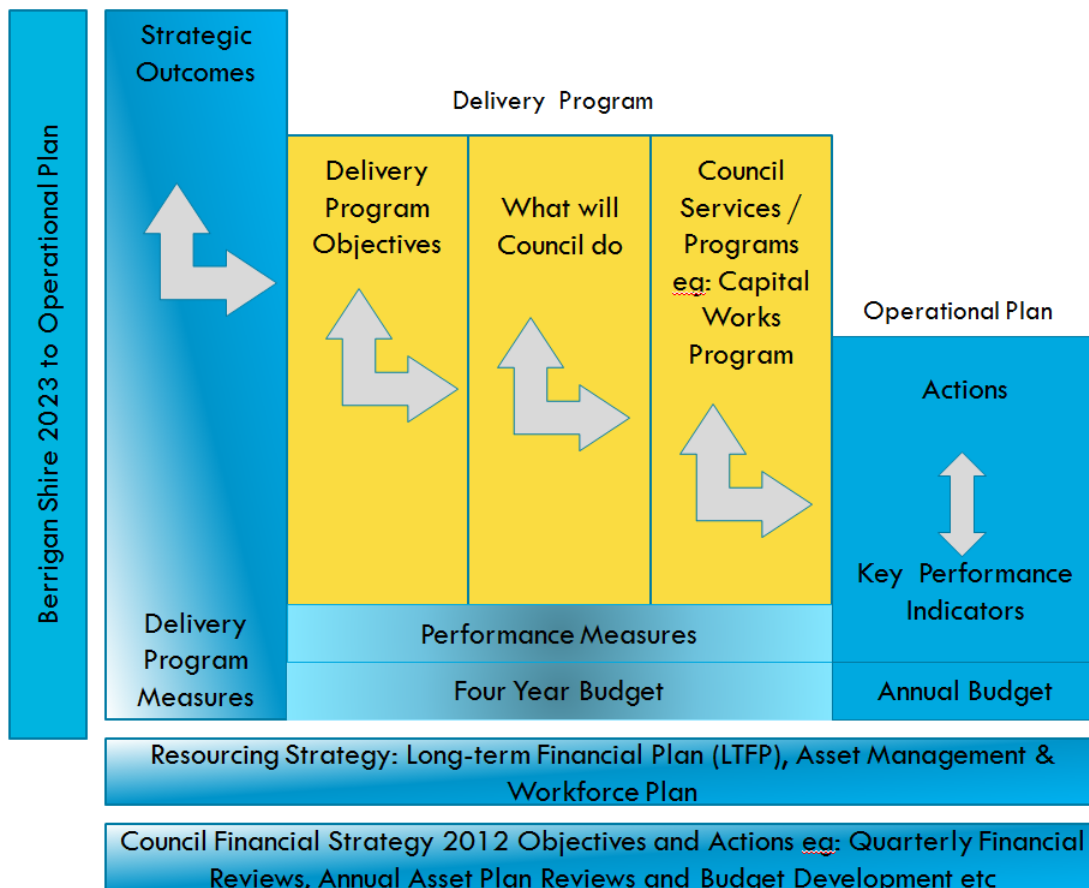 Berrigan Shire 2023 to Operational Plan
Strategic
Outcomes
Delivery
Program
Measures
Delivery Program
Delivery
Program
Objectives
What will
Council do
Council
Services /
Programs
eg: Capital
Works
Program
Performance Measures
Four Year Budget
Operational Plan
Actions
Key Performance
Indicators
Annual Budget
Resourcing Strategy: Long-term Financial Plan (LTFP), Asset Management &
Workforce Plan
Council Financial Strategy 2012 Objectives and Actions eg: Quarterly Financial
Reviews, Annual Asset Plan Reviews and Budget Development etc